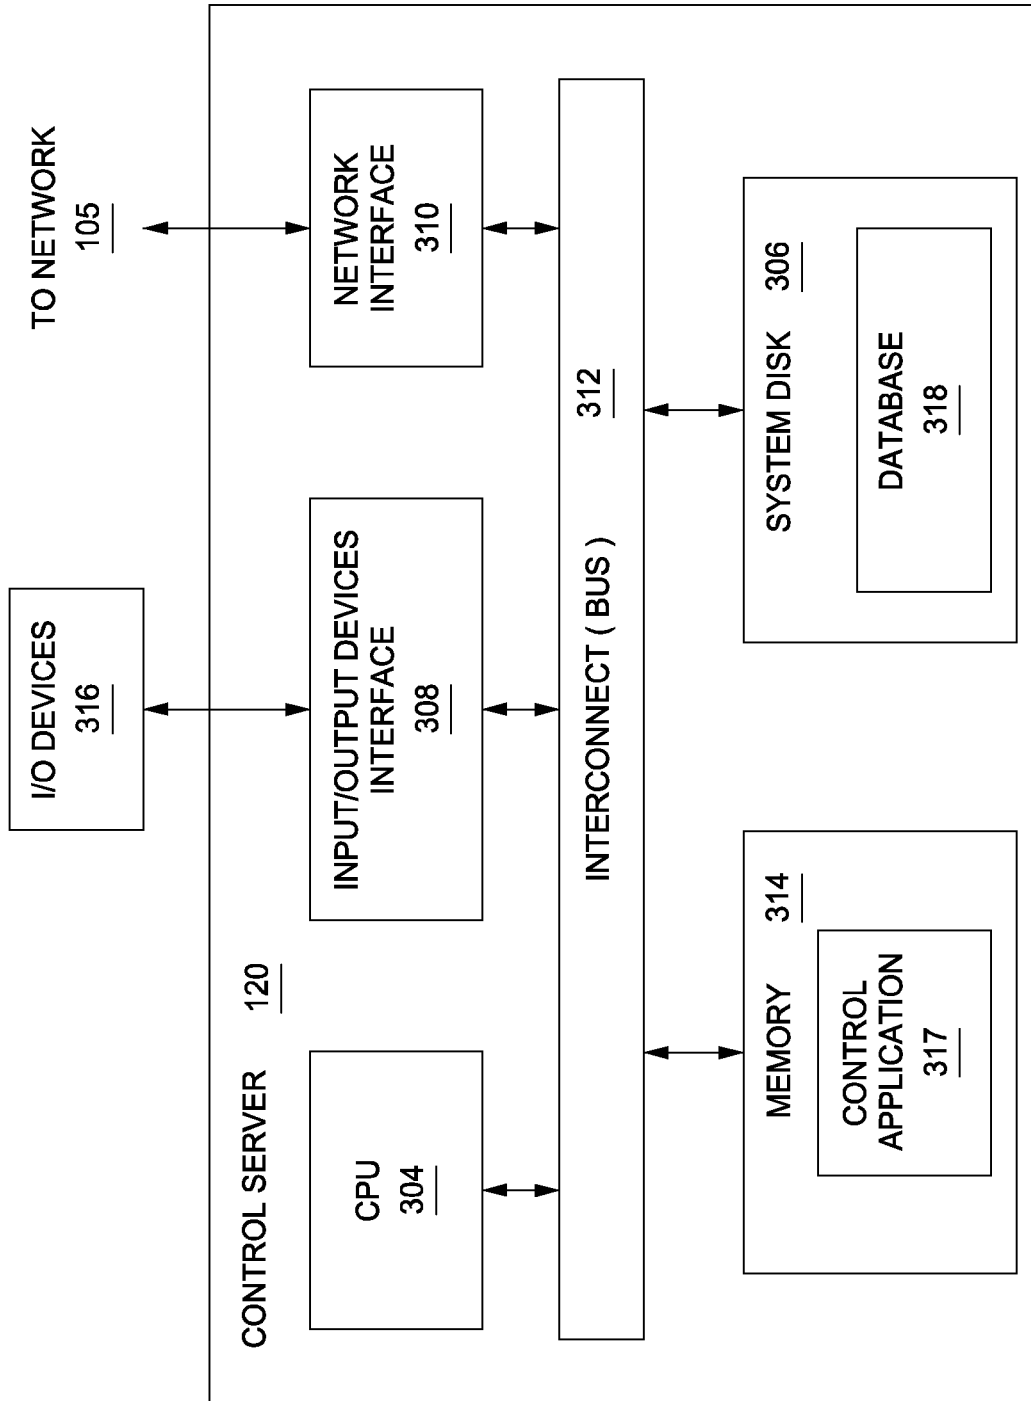 I/O DEVICES
316
TO NETWORK
105
CONTROL SERVER 120
CPU
304
INPUT/OUTPUT DEVICES
INTERFACE
308
NETWORK
INTERFACE
310
INTERCONNECT ( BUS ) 312
MEMORY 314
CONTROL
APPLICATION
317
SYSTEM DISK 306
DATABASE
318